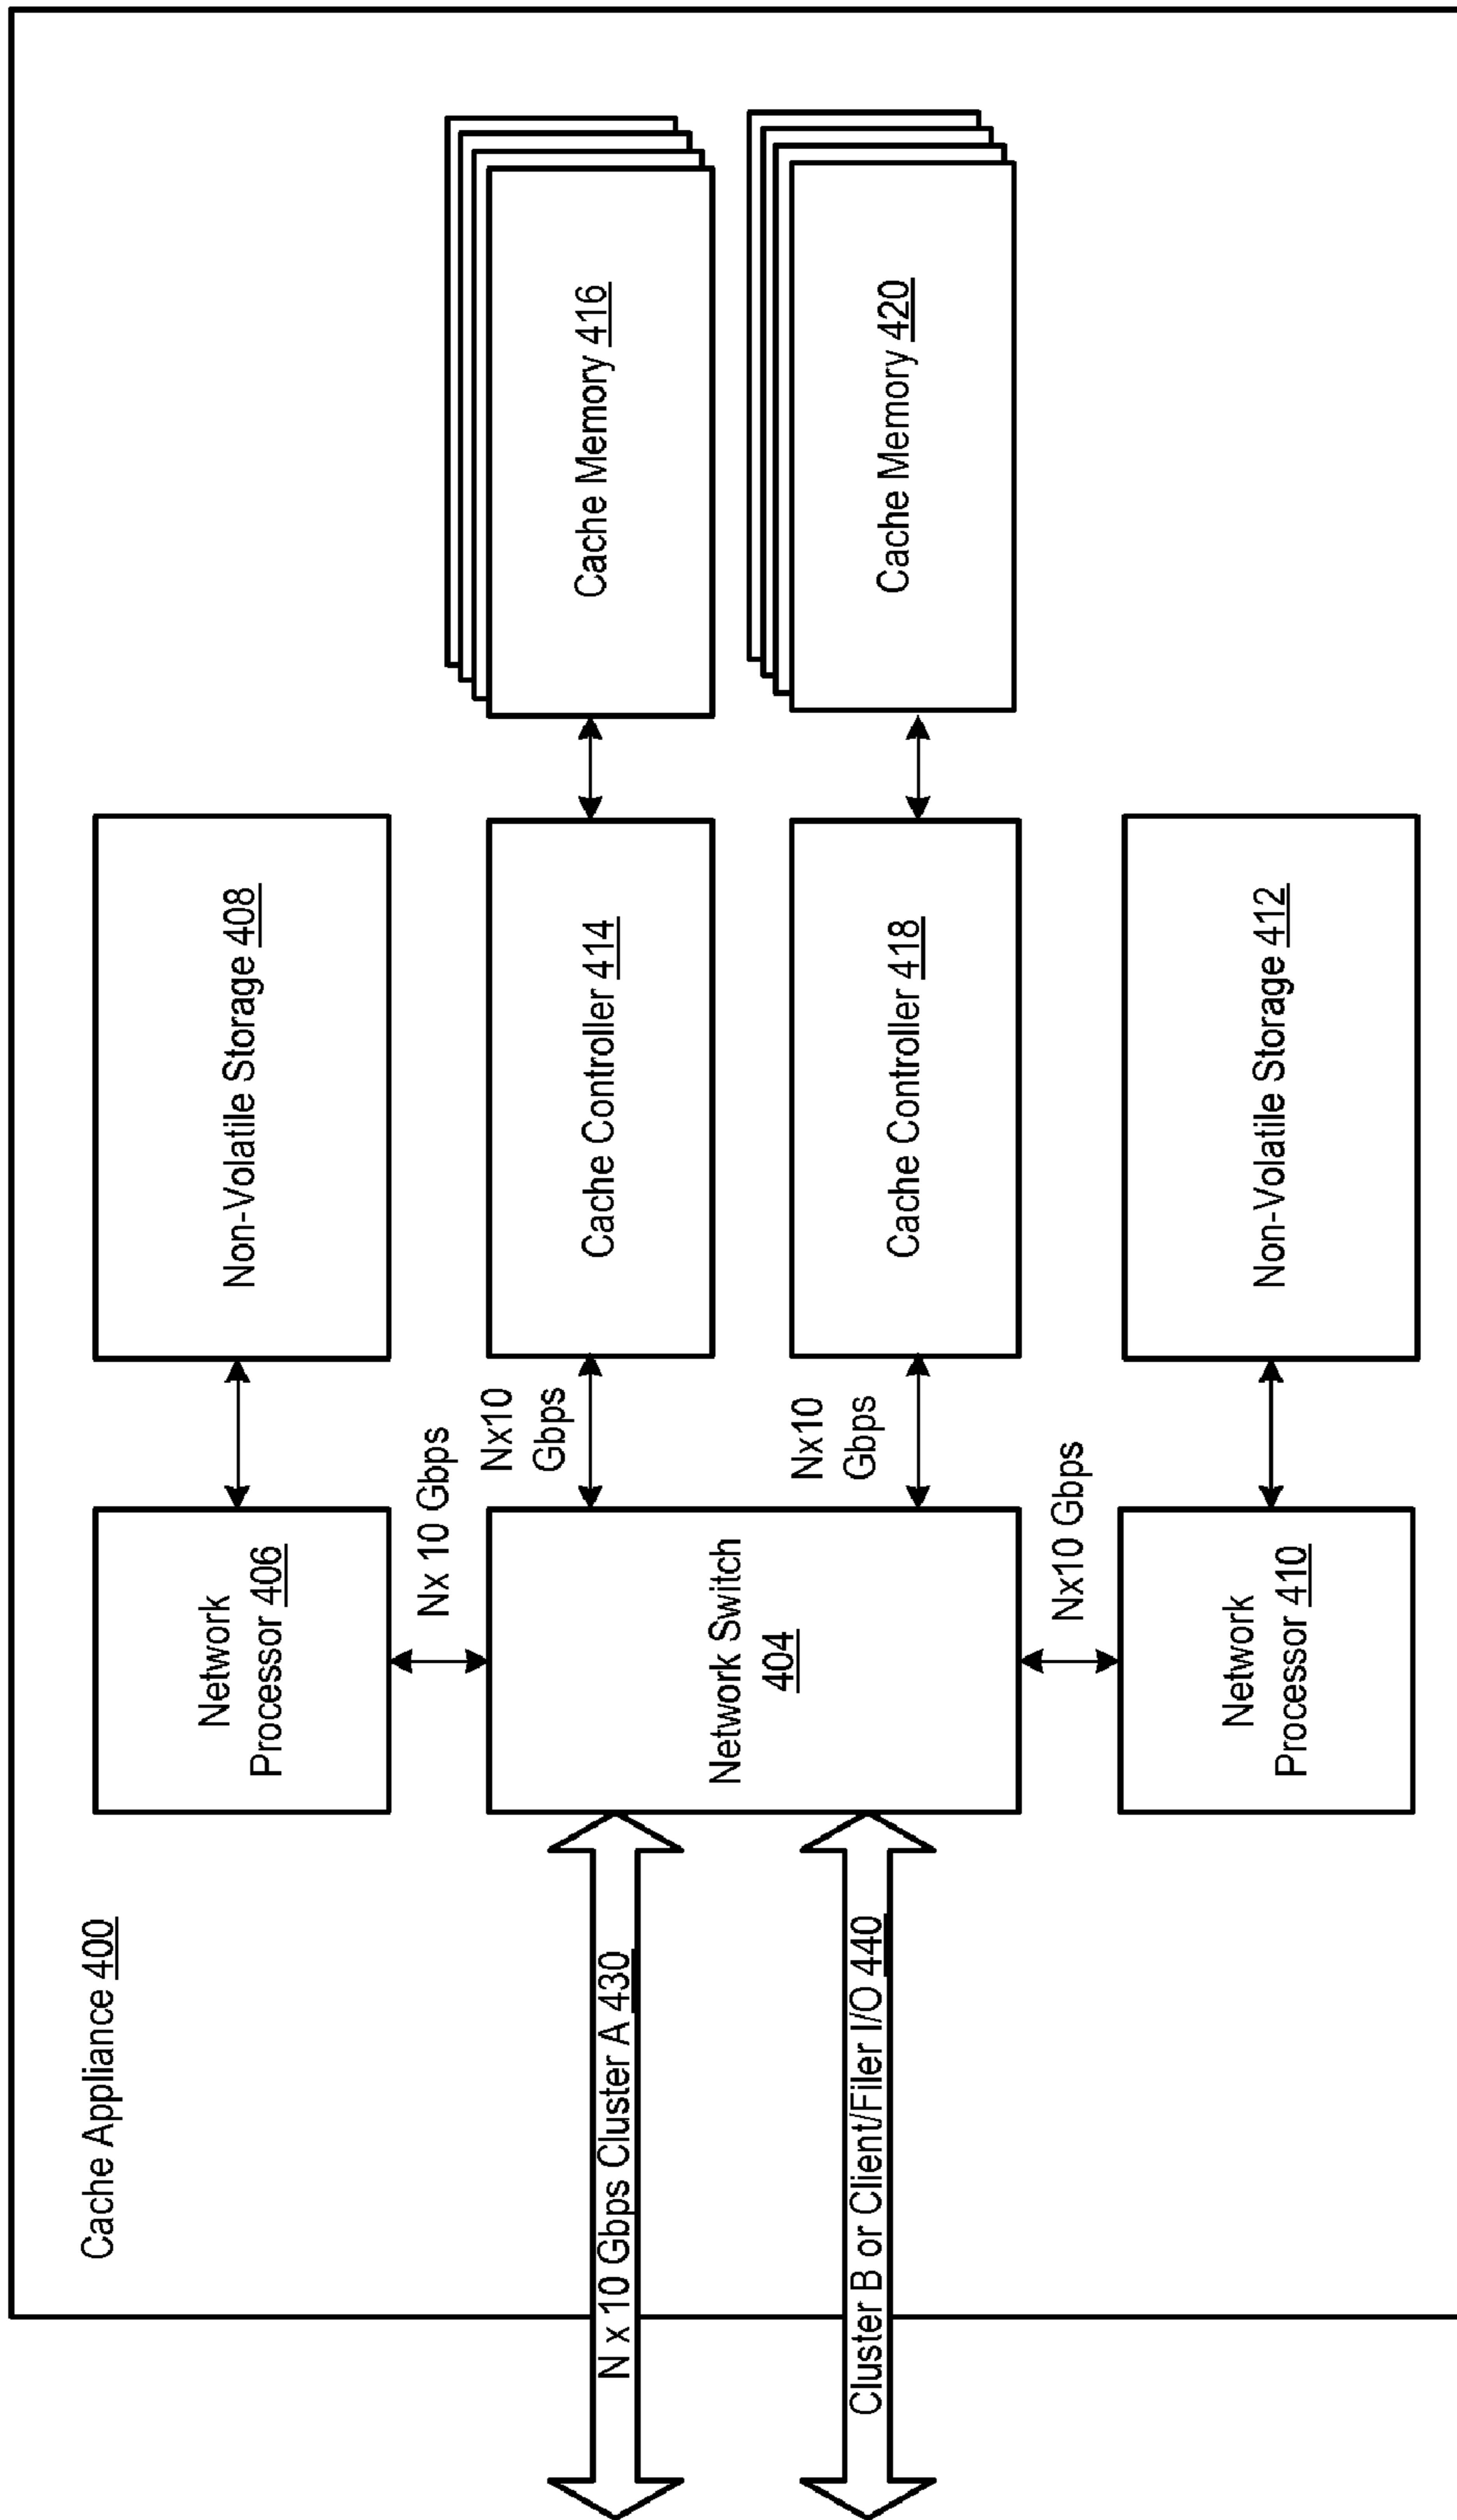 Cache Appliance 400
Network
Processor 406
Non-Volatile Storage 408
Nx 10 Gbps
N x 10 Gbps Cluster A 430
Network Switch
404
Nx10
Gbps
Cache Controller 414
Cache Memory 416
Cluster B or Client/Filer I/O 440
Nx10
Gbps
Cache Controller 418
Cache Memory 420
Nx10 Gbps
Network
Processor 410
Non-Volatile Storage 412